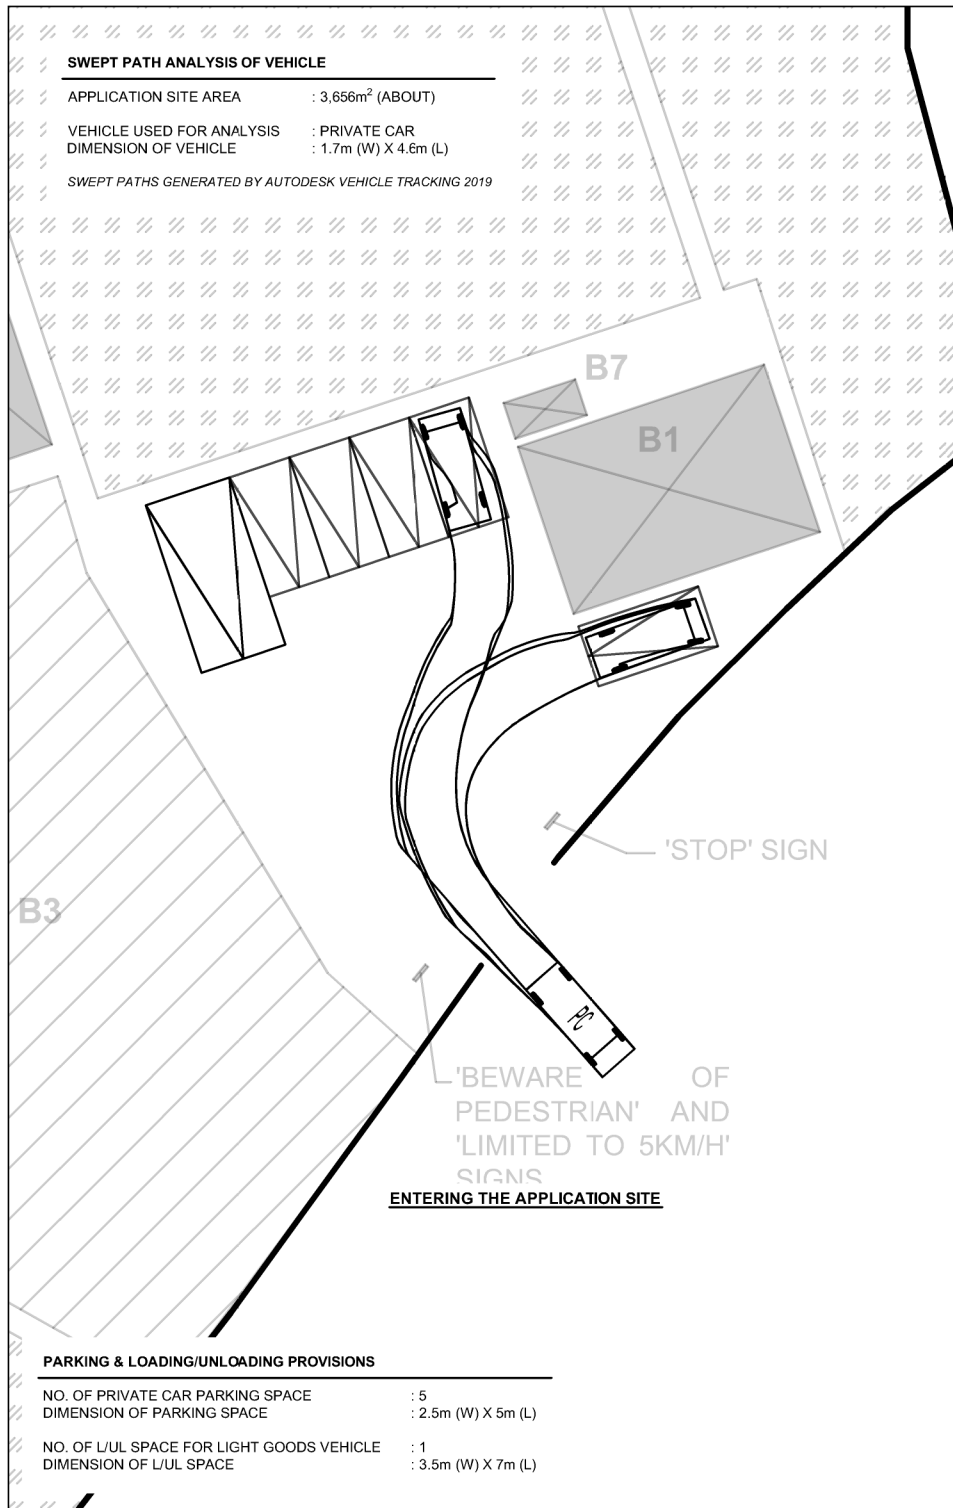 SWEPT PATH ANALYSIS OF VEHICLE
APPLICATION SITE AREA : 3,656m² (ABOUT)
VEHICLE USED FOR ANALYSIS : PRIVATE CAR
DIMENSION OF VEHICLE : 1.7m (W) X 4.6m (L)
SWEPT PATHS GENERATED BY AUTODESK VEHICLE TRACKING 2019
B7
B1
'STOP' SIGN
B3
PC
'BEWARE OF
PEDESTRIAN' AND
'LIMITED TO 5KM/H'
SIGNS
ENTERING THE APPLICATION SITE
PARKING & LOADING/UNLOADING PROVISIONS
NO. OF PRIVATE CAR PARKING SPACE : 5
DIMENSION OF PARKING SPACE : 2.5m (W) X 5m (L)
NO. OF L/UL SPACE FOR LIGHT GOODS VEHICLE : 1
DIMENSION OF L/UL SPACE : 3.5m (W) X 7m (L)